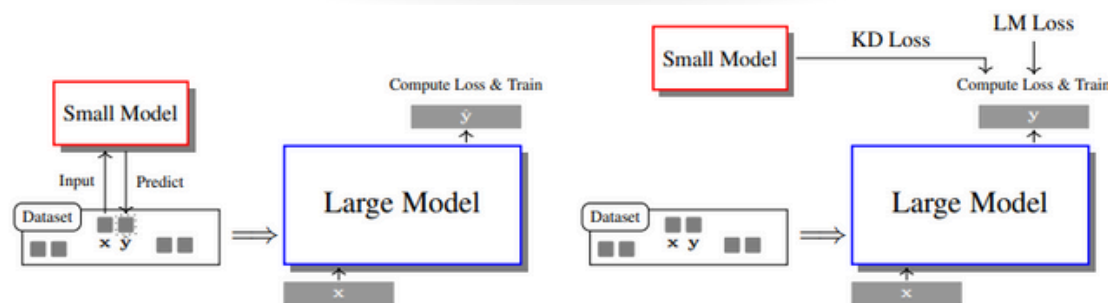 Small Model
Input
Predict
Dataset
x ŷ
Compute Loss & Train
ŷ
Large Model
x
Small Model
KD Loss
LM Loss
Compute Loss & Train
y
Large Model
x
Dataset
x y